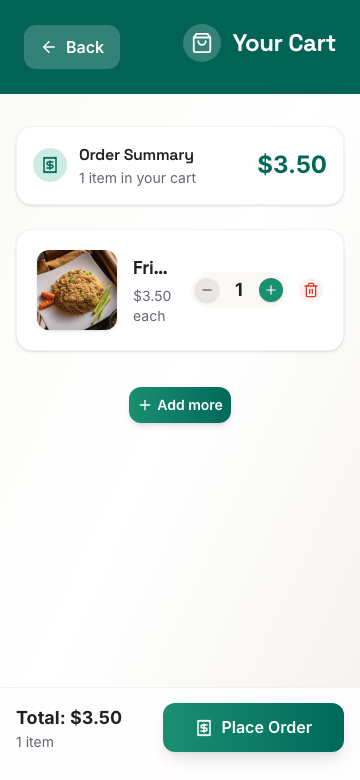 Back
Your Cart
Order Summary
1 item in your cart
$3.50
Fri...
$3.50
each
1
Add more
Total: $3.50
1 item
Place Order